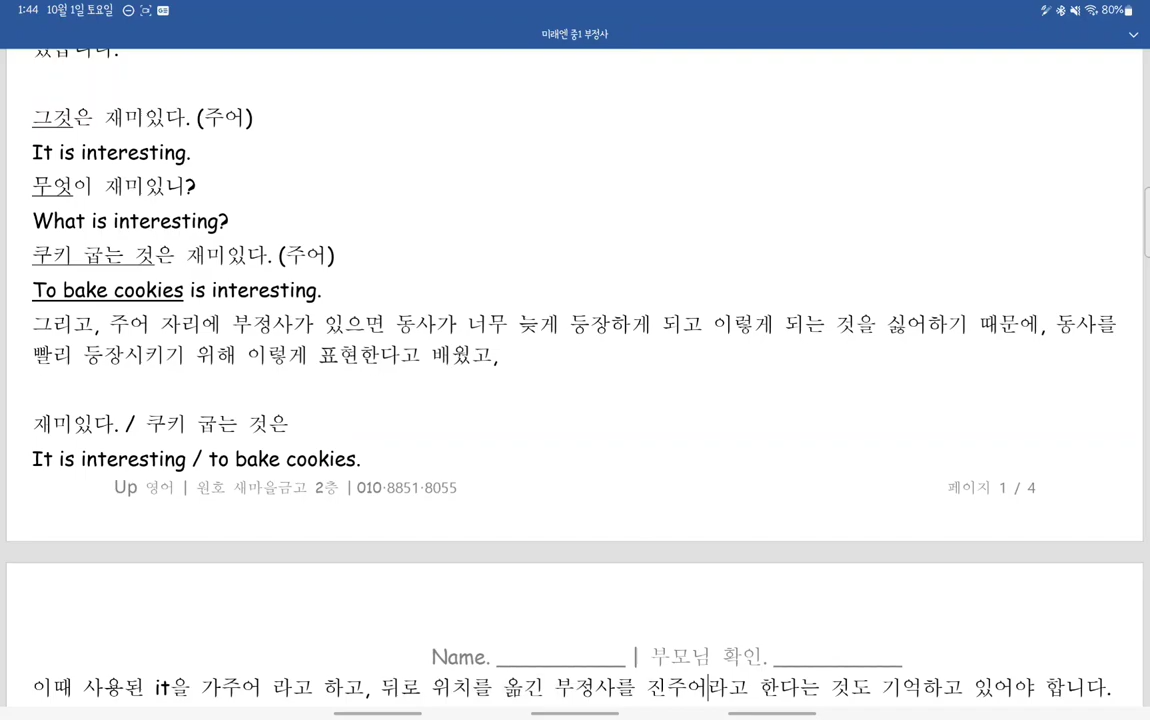 1:44 10월 1일 토요일
80%
미래엔 중1 부정사
있습니다.
그것은 재미있다. (주어)
It is interesting.
무엇이 재미있니?
What is interesting?
쿠키 굽는 것은 재미있다. (주어)
To bake cookies is interesting.
그리고, 주어 자리에 부정사가 있으면 동사가 너무 늦게 등장하게 되고 이렇게 되는 것을 싫어하기 때문에, 동사를
빨리 등장시키기 위해 이렇게 표현한다고 배웠고,
재미있다. / 쿠키 굽는 것은
It is interesting / to bake cookies.
Up 영어 | 원호 새마을금고 2층 | 010·8851·8055 페이지 1 / 4
Name. ____________ | 부모님 확인. ____________
이때 사용된 it을 가주어 라고 하고, 뒤로 위치를 옮긴 부정사를 진주어라고 한다는 것도 기억하고 있어야 합니다.